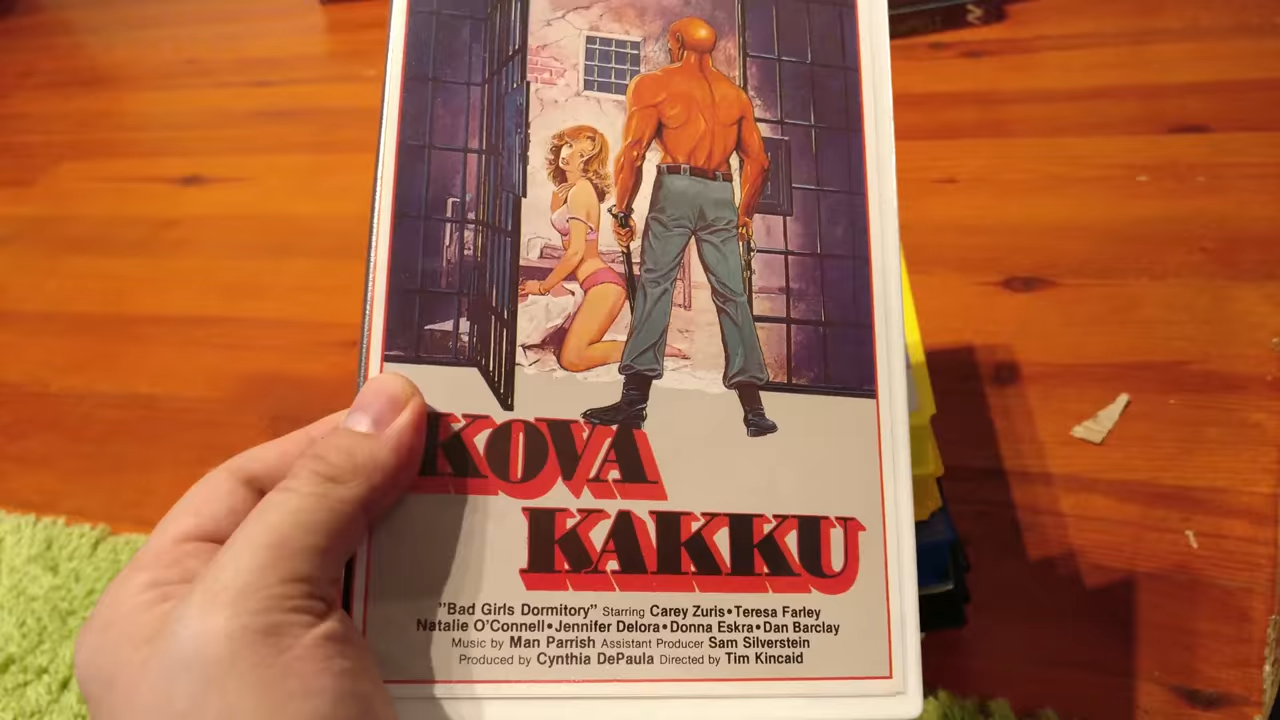 KOVA
KAKKU
"Bad Girls Dormitory" Starring Carey Zuris•Teresa Farley
Natalie O'Connell•Jennifer Delora•Donna Eskra•Dan Barclay
Music by Man Parrish Assistant Producer Sam Silverstein
Produced by Cynthia DePaula Directed by Tim Kincaid